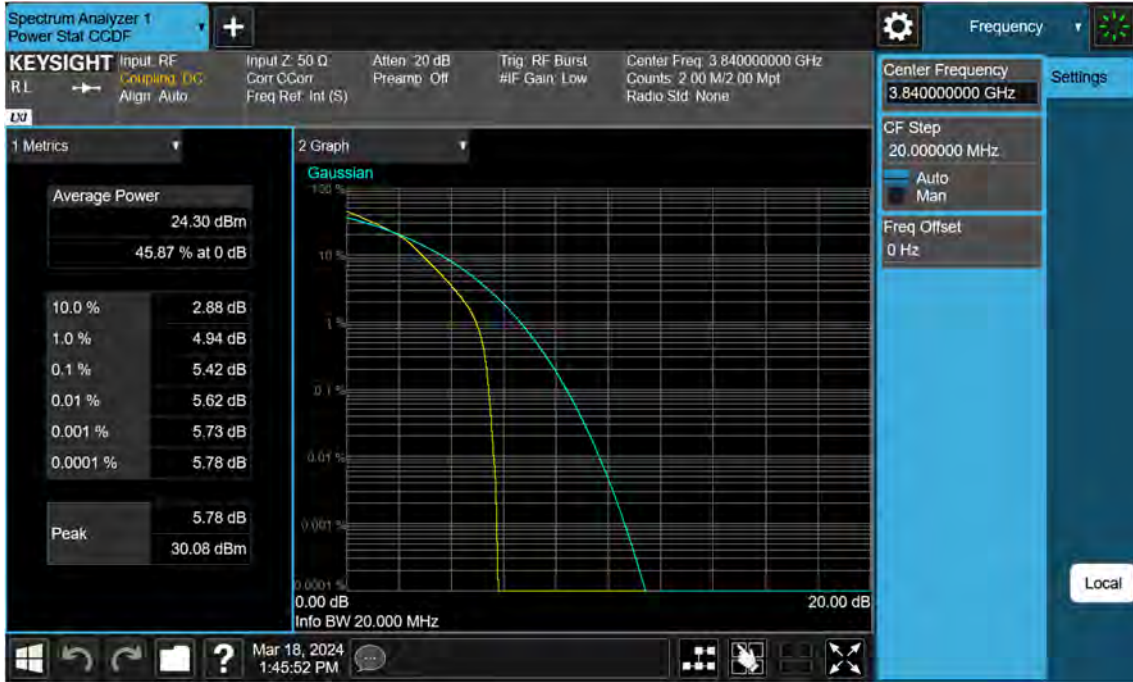 Spectrum Analyzer 1
Power Stat CCDF
Frequency
KEYSIGHT
RL
LXI
Input: RF
Coupling: DC
Align: Auto
Input Z: 50 Ω
Corr CCorr
Freq Ref: Int (S)
Atten: 20 dB
Preamp: Off
Trig: RF Burst
#IF Gain: Low
Center Freq: 3.840000000 GHz
Counts: 2.00 M/2.00 Mpt
Radio Std: None
Center Frequency
3.840000000 GHz
Settings
CF Step
20.000000 MHz
Auto
Man
Freq Offset
0 Hz
1 Metrics
Average Power
24.30 dBm
45.87 % at 0 dB
10.0 % 2.88 dB
1.0 % 4.94 dB
0.1 % 5.42 dB
0.01 % 5.62 dB
0.001 % 5.73 dB
0.0001 % 5.78 dB
Peak
5.78 dB
30.08 dBm
2 Graph
Gaussian
100 %
10 %
1 %
0.1 %
0.01 %
0.001 %
0.0001 %
0.00 dB 20.00 dB
Info BW 20.000 MHz
Local
?
Mar 18, 2024
1:45:52 PM